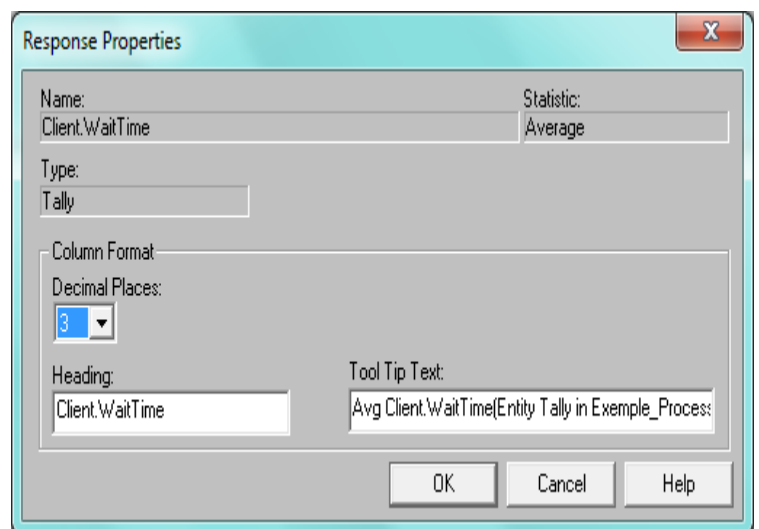 Response Properties
X
Name: Statistic:
Client.WaitTime Average
Type:
Tally
Column Format
Decimal Places:
3
Heading: Tool Tip Text:
Client.WaitTime Avg Client.WaitTime(Entity Tally in Exemple_Process
OK Cancel Help